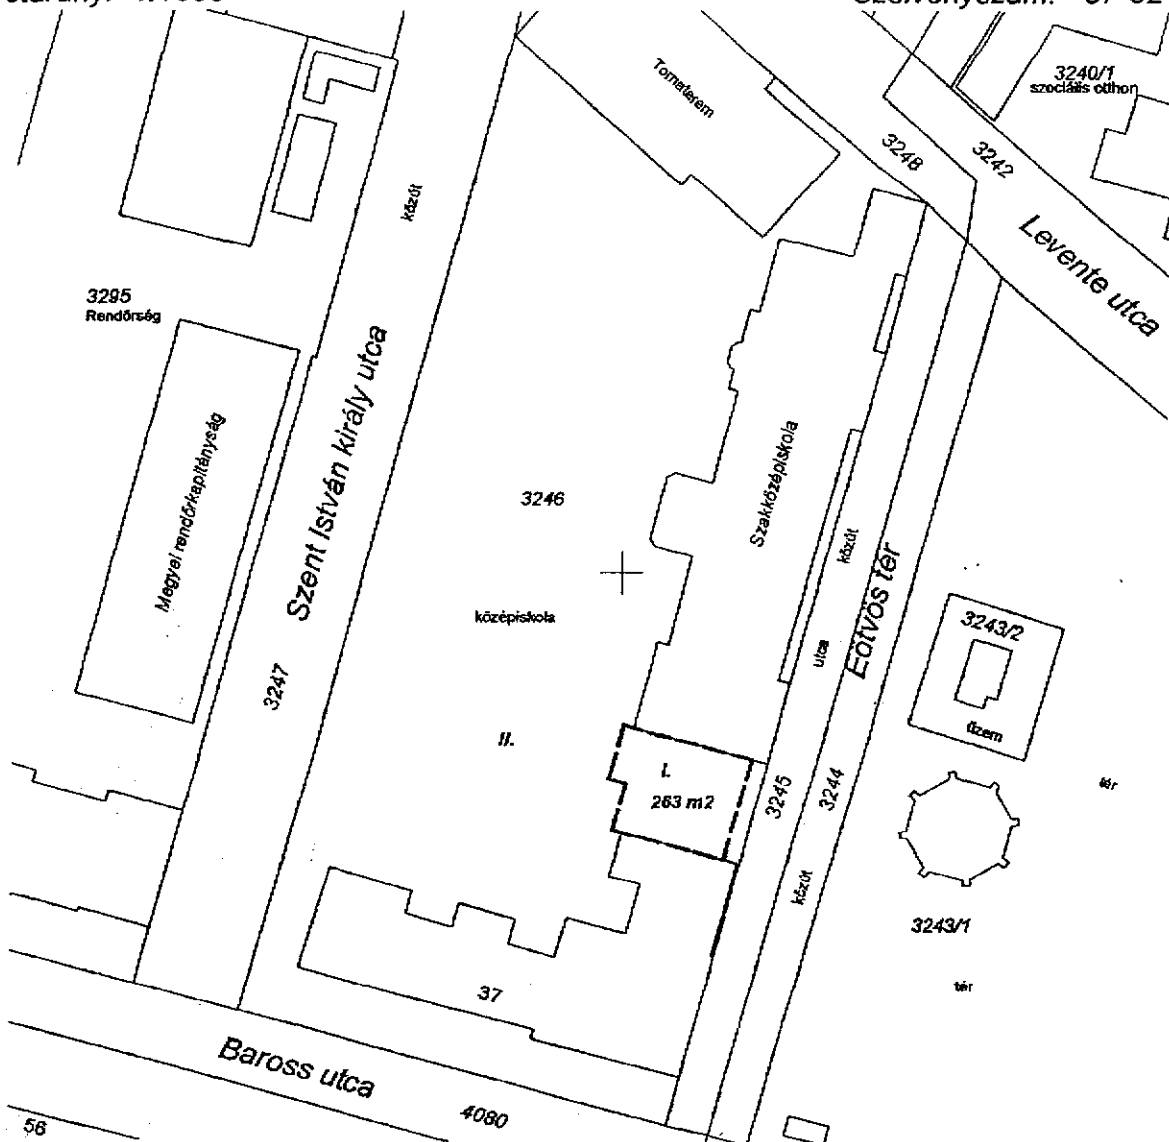 3240/1
szociális otthon
Tornaterem
3248
3242
közút
Levente utca
3295
Rendőrség
Szent István király utca
Megyei rendőrkapitányság
Szakközépiskola
3246
közút
Eötvös tér
középiskola
utca
3243/2
3247
üzem
II.
I.
263 m2
3245
3244
tér
közút
3243/1
tér
37
Baross utca
4080
56